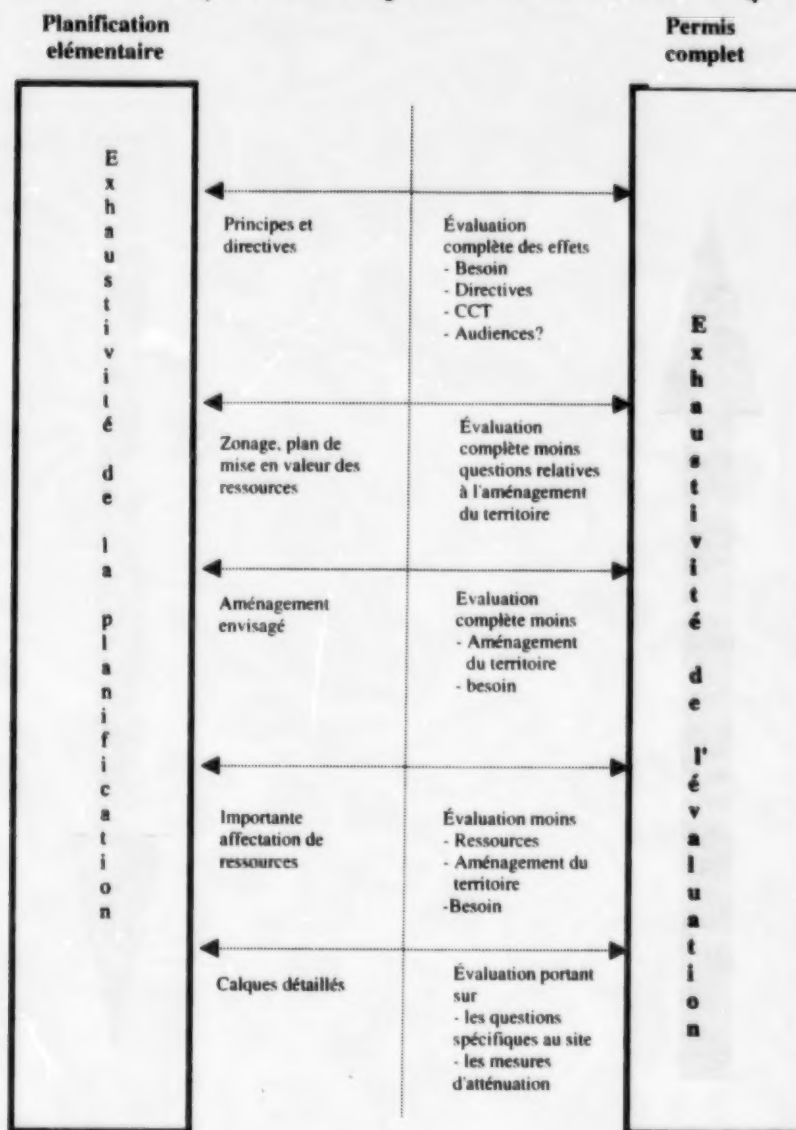 Planification
elémentaire
Permis
complet
Exhaustivité de la planification
Principes et
directives
Évaluation
complète des effets
- Besoin
- Directives
- CCT
- Audiences?
Zonage, plan de
mise en valeur des
ressources
Évaluation
complète moins
questions relatives
à l'aménagement
du territoire
Aménagement
envisagé
Evaluation
complète moins
- Aménagement
du territoire
- besoin
Importante
affectation de
ressources
Évaluation moins
- Ressources
- Aménagement du
territoire
-Besoin
Calques détaillés
Évaluation portant
sur
- les questions
spécifiques au site
- les mesures
d'atténuation
Exhaustivité de l'évaluation